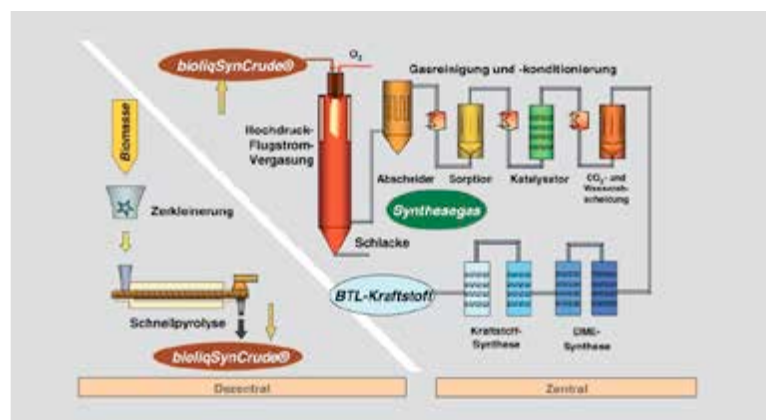 bioliqSynCrude®
O₂
Gasreinigung und -konditionierung
Biomasse
Hochdruck-
Flugstrom-
Vergasung
Abscheider
Sorption
Katalysator
CO₂- und
Wasserab-
scheidung
Zerkleinerung
Synthesegas
Schlacke
BTL-Kraftstoff
Schnellpyrolyse
Kraftstoff-
Synthese
DME-
Synthese
bioliqSynCrude®
Dezentral
Zentral